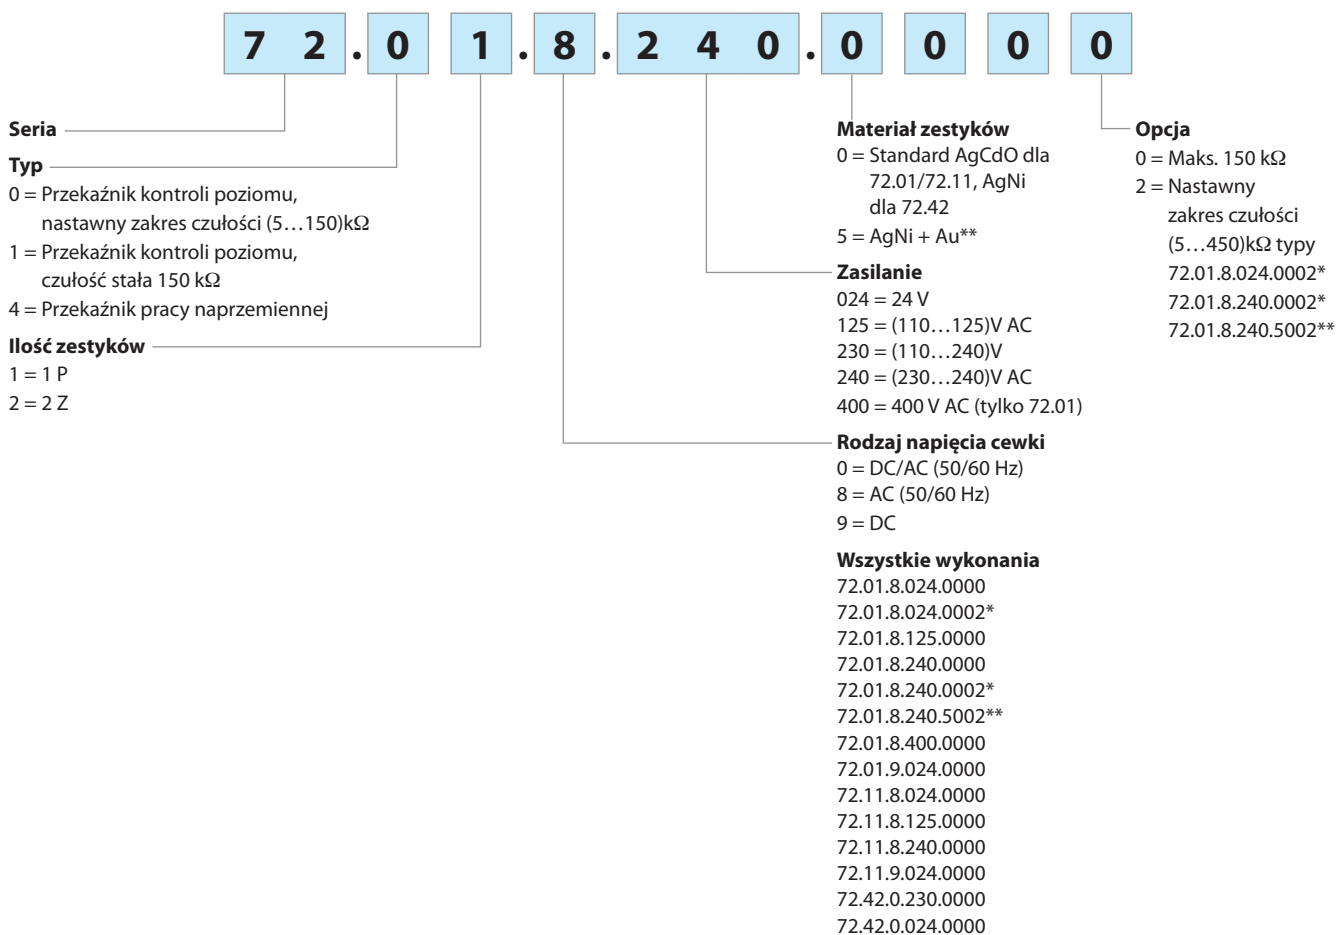 7 2 . 0 1 . 8 . 2 4 0 . 0 0 0 0
Seria
Typ
0 = Przekaźnik kontroli poziomu,
nastawny zakres czułości (5…150)kΩ
1 = Przekaźnik kontroli poziomu,
czułość stała 150 kΩ
4 = Przekaźnik pracy naprzemiennej
Ilość zestyków
1 = 1 P
2 = 2 Z
Materiał zestyków
0 = Standard AgCdO dla
72.01/72.11, AgNi
dla 72.42
5 = AgNi + Au**
Zasilanie
024 = 24 V
125 = (110…125)V AC
230 = (110…240)V
240 = (230…240)V AC
400 = 400 V AC (tylko 72.01)
Rodzaj napięcia cewki
0 = DC/AC (50/60 Hz)
8 = AC (50/60 Hz)
9 = DC
Wszystkie wykonania
72.01.8.024.0000
72.01.8.024.0002*
72.01.8.125.0000
72.01.8.240.0000
72.01.8.240.0002*
72.01.8.240.5002**
72.01.8.400.0000
72.01.9.024.0000
72.11.8.024.0000
72.11.8.125.0000
72.11.8.240.0000
72.11.9.024.0000
72.42.0.230.0000
72.42.0.024.0000
Opcja
0 = Maks. 150 kΩ
2 = Nastawny
zakres czułości
(5…450)kΩ typy
72.01.8.024.0002*
72.01.8.240.0002*
72.01.8.240.5002**